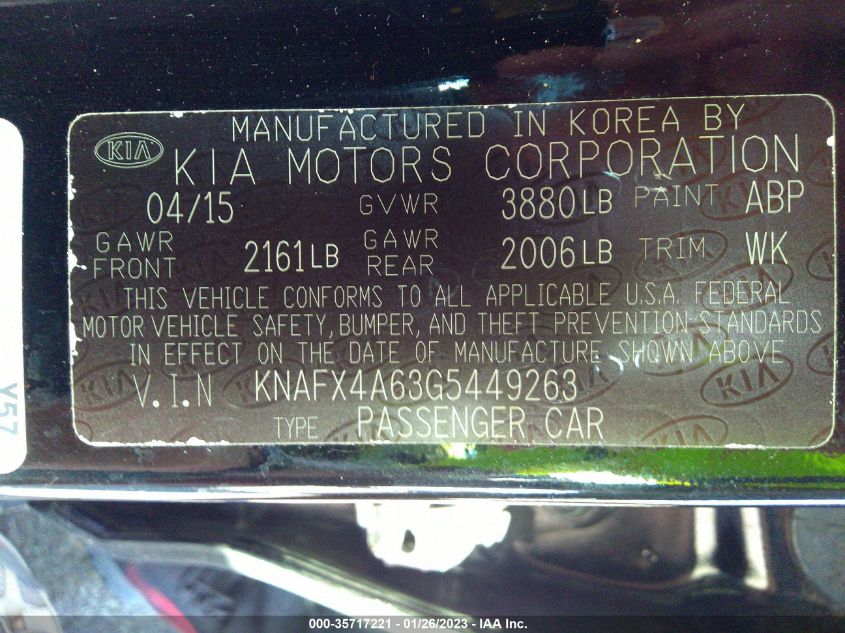 MANUFACTURED IN KOREA BY
KIA KIA MOTORS CORPORATION
04/15 GVWR 3880LB PAINT ABP
GAWR FRONT 2161LB GAWR REAR 2006LB TRIM WK
THIS VEHICLE CONFORMS TO ALL APPLICABLE U.S.A. FEDERAL
MOTOR VEHICLE SAFETY, BUMPER, AND THEFT PREVENTION STANDARDS
IN EFFECT ON THE DATE OF MANUFACTURE SHOWN ABOVE
V.I.N KNAFX4A63G5449263
TYPE PASSENGER CAR
Y57
000-35717221 - 01/26/2023 - IAA Inc.